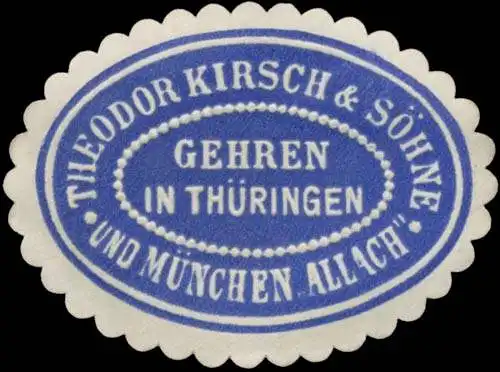 THEODOR KIRSCH & SÖHNE
GEHREN
IN THÜRINGEN
• UND MÜNCHEN ALLACH" •